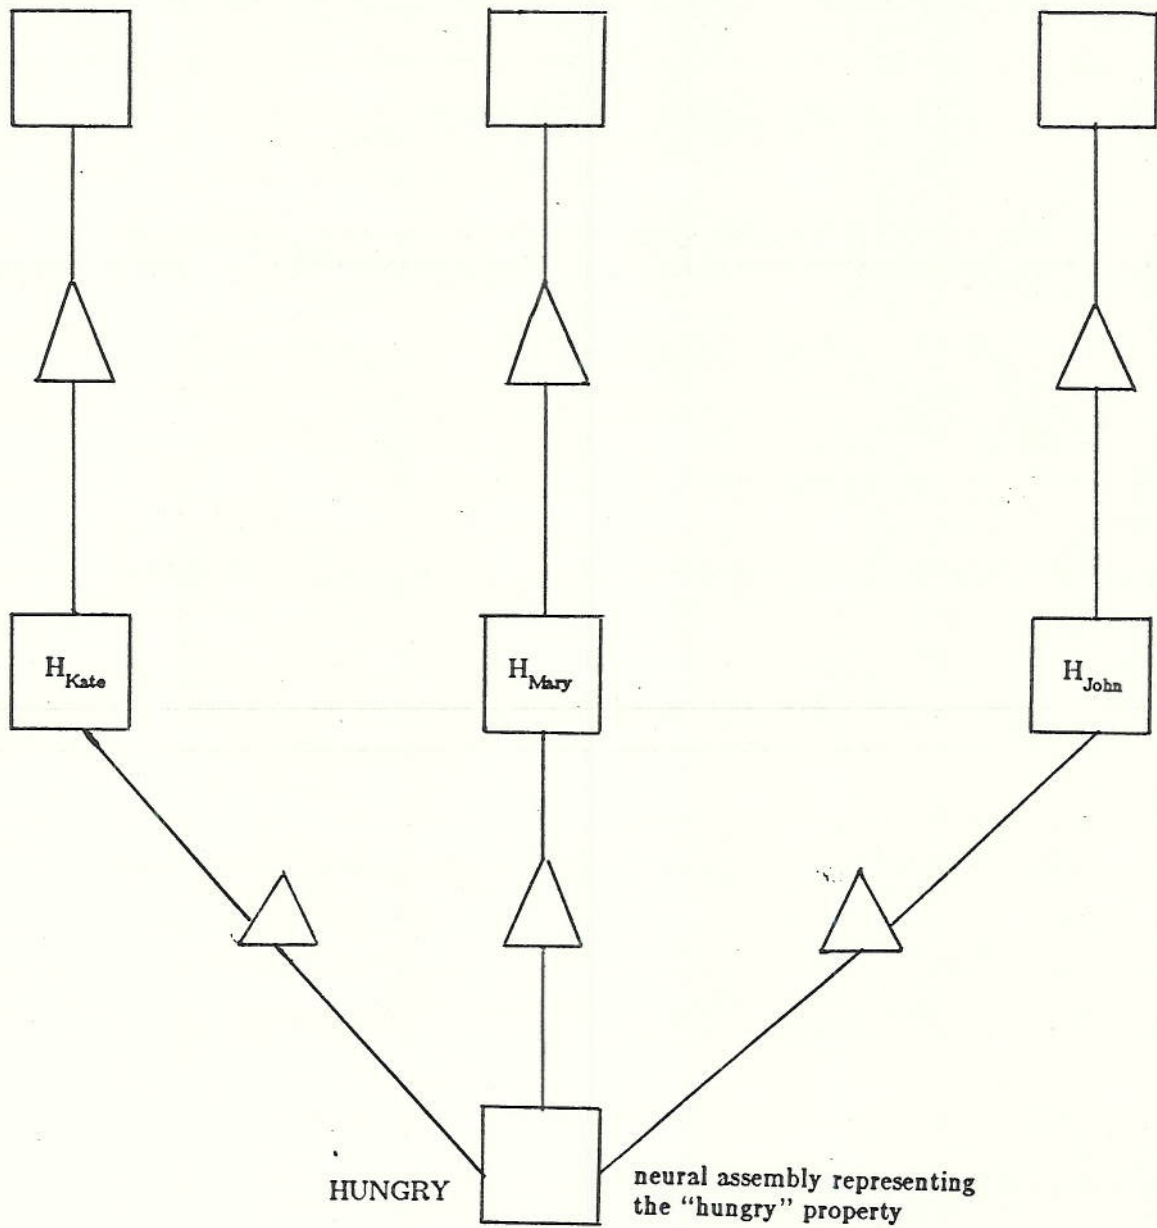 H_Kate
H_Mary
H_John
HUNGRY
neural assembly representing
the “hungry” property